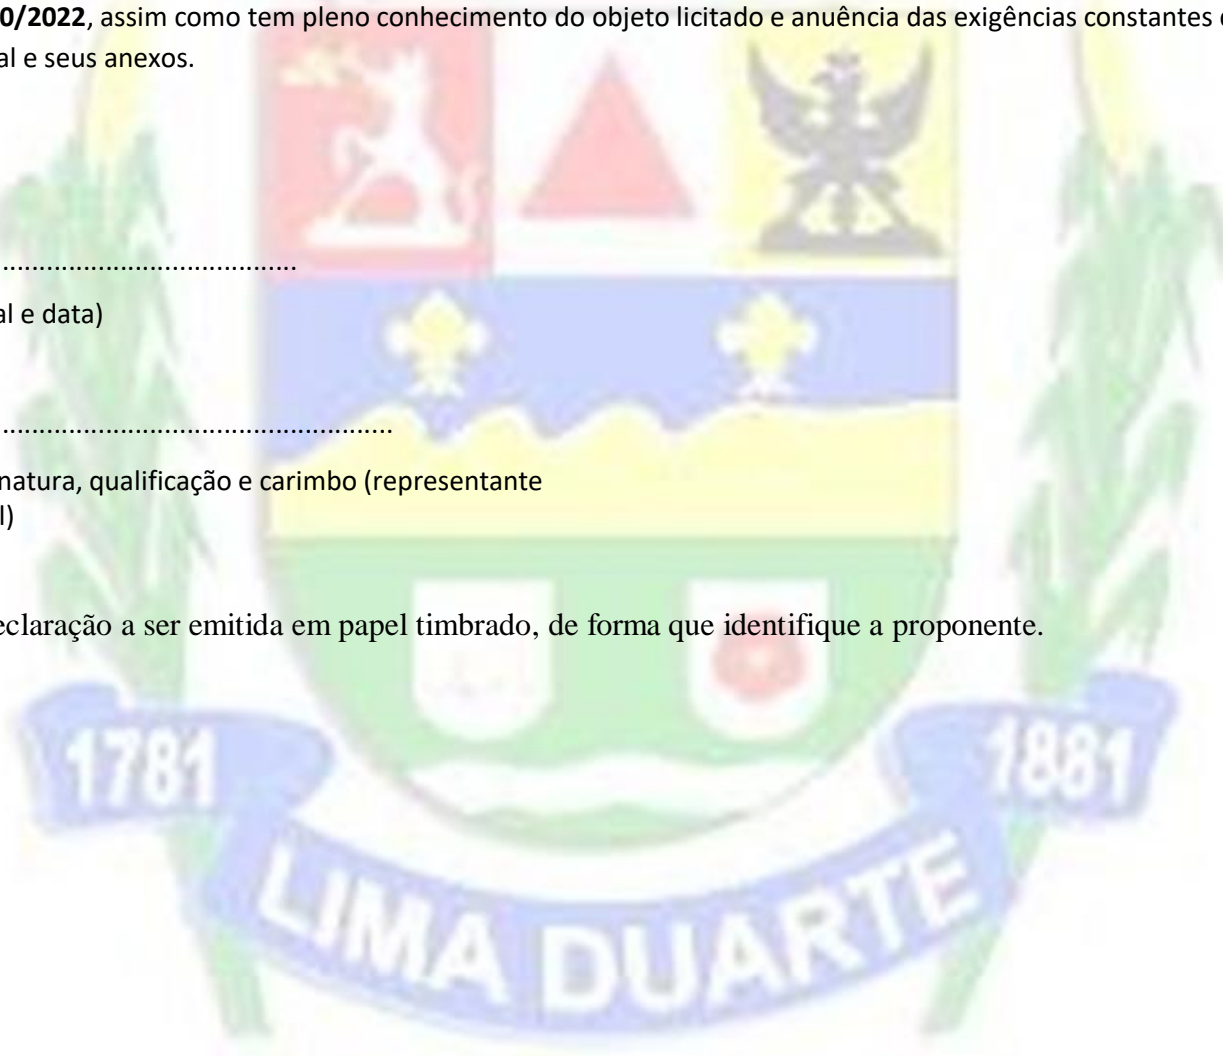 0/2022, assim como tem pleno conhecimento do objeto licitado e anuência das exigências constantes
al e seus anexos.
........................................
al e data)
.....................................................
natura, qualificação e carimbo (representante
l)
eclaração a ser emitida em papel timbrado, de forma que identifique a proponente.
1781
1881
LIMA DUARTE